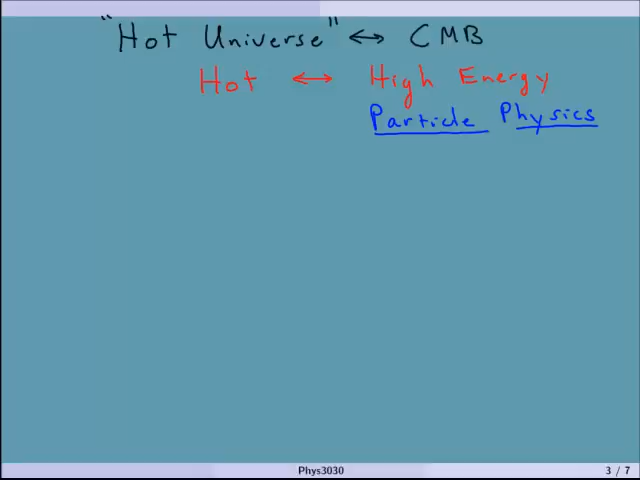 "Hot Universe" ↔ CMB
Hot ↔ High Energy
Particle Physics
Phys3030
3 / 7